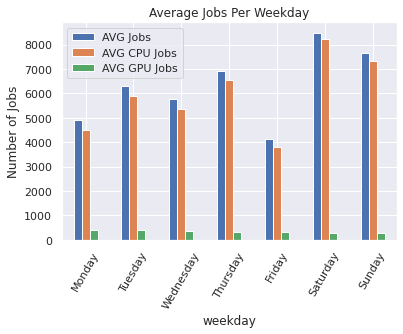 Average Jobs Per Weekday
AVG Jobs
AVG CPU Jobs
AVG GPU Jobs
Number of Jobs
8000
7000
6000
5000
4000
3000
2000
1000
0
Monday
Tuesday
Wednesday
Thursday
Friday
Saturday
Sunday
weekday